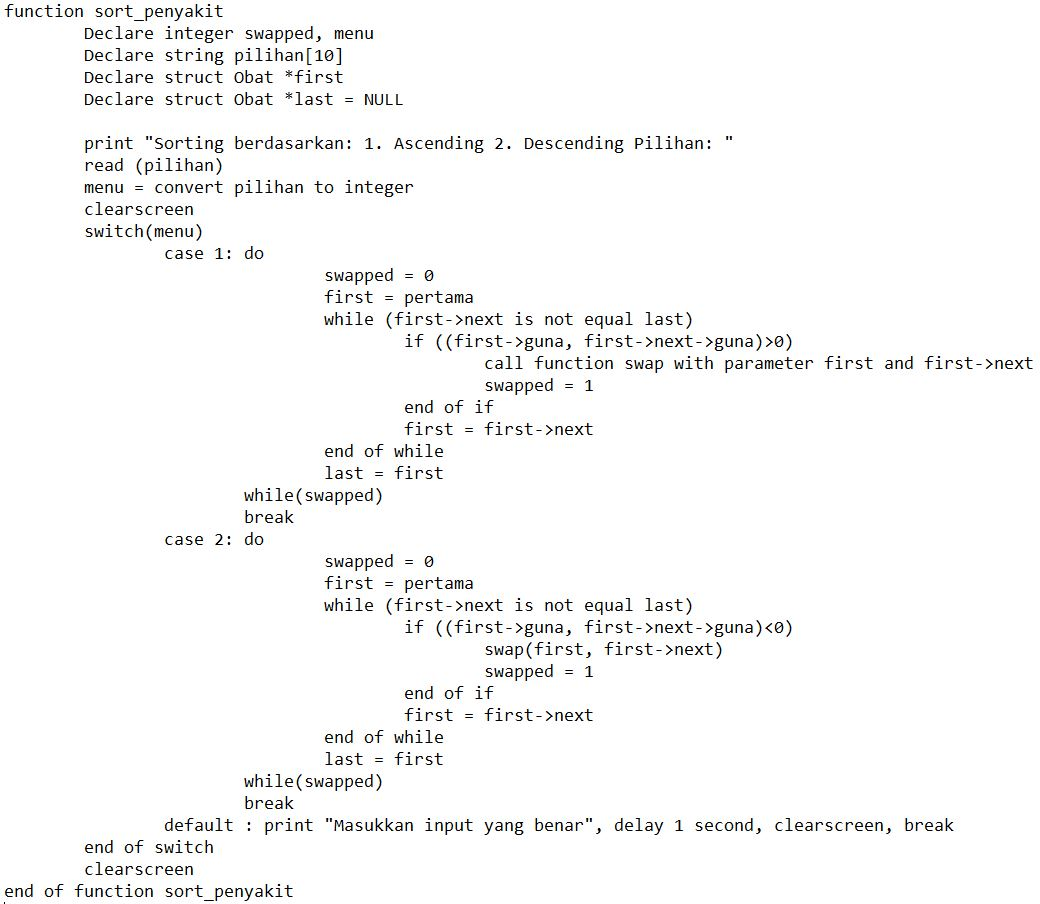 function sort_penyakit
        Declare integer swapped, menu
        Declare string pilihan[10]
        Declare struct Obat *first
        Declare struct Obat *last = NULL

        print "Sorting berdasarkan: 1. Ascending 2. Descending Pilihan: "
        read (pilihan)
        menu = convert pilihan to integer
        clearscreen
        switch(menu)
                case 1: do
                                swapped = 0
                                first = pertama
                                while (first->next is not equal last)
                                        if ((first->guna, first->next->guna)>0)
                                                call function swap with parameter first and first->next
                                                swapped = 1
                                        end of if
                                        first = first->next
                                end of while
                                last = first
                        while(swapped)
                        break
                case 2: do
                                swapped = 0
                                first = pertama
                                while (first->next is not equal last)
                                        if ((first->guna, first->next->guna)<0)
                                                swap(first, first->next)
                                                swapped = 1
                                        end of if
                                        first = first->next
                                end of while
                                last = first
                        while(swapped)
                        break
                default : print "Masukkan input yang benar", delay 1 second, clearscreen, break
        end of switch
        clearscreen
end of function sort_penyakit